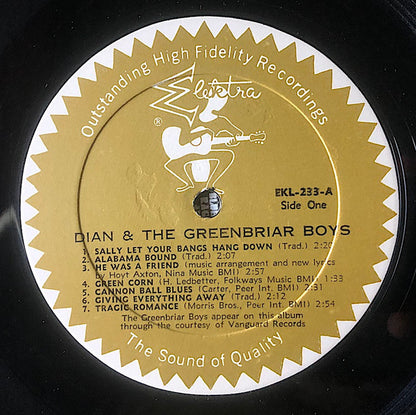 Outstanding High Fidelity Recordings
Elektra
®
EKL-233-A
Side One
DIAN & THE GREENBRIAR BOYS
1. SALLY LET YOUR BANGS HANG DOWN (Trad.) 2:20
2. ALABAMA BOUND (Trad.) 2:07
3. HE WAS A FRIEND (music arrangement and new lyrics
by Hoyt Axton, Nina Music BMI) 2:57
4. GREEN CORN (H. Ledbetter, Folkways Music BMI) 1:33
5. CANNON BALL BLUES (Carter, Peer Int. BMI) 2:31
6. GIVING EVERYTHING AWAY (Trad.) 2:12
7. TRAGIC ROMANCE (Morris Bros., Peer Int. BMI) 2:54
The Greenbriar Boys appear on this album
through the courtesy of Vanguard Records
The Sound of Quality